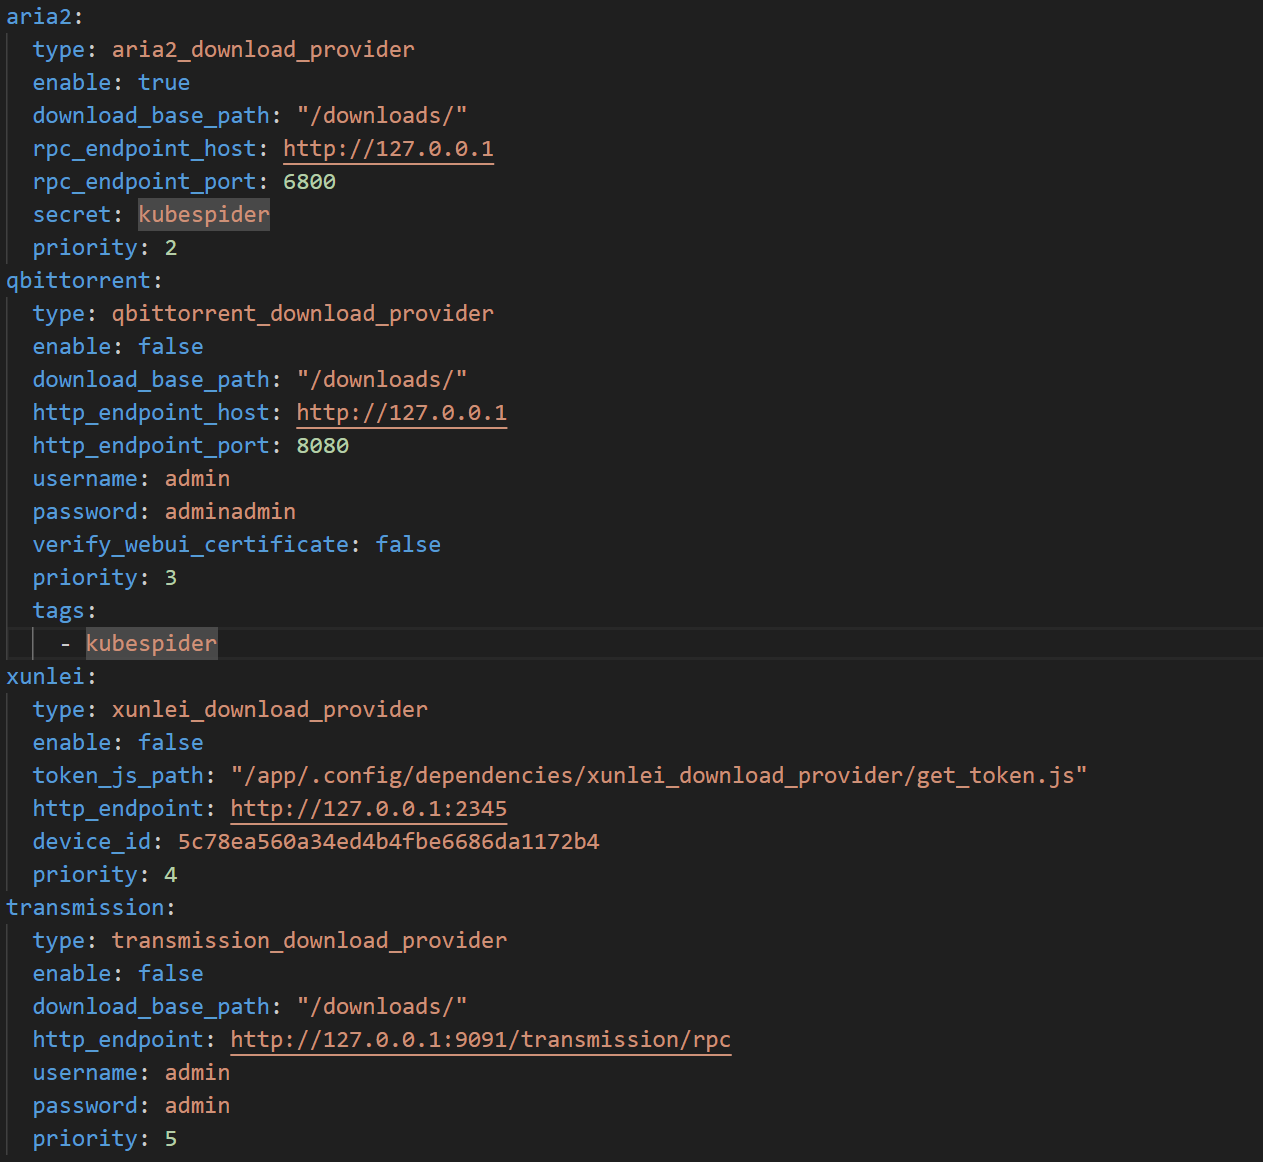 aria2:
  type: aria2_download_provider
  enable: true
  download_base_path: "/downloads/"
  rpc_endpoint_host: http://127.0.0.1
  rpc_endpoint_port: 6800
  secret: kubespider
  priority: 2
qbittorrent:
  type: qbittorrent_download_provider
  enable: false
  download_base_path: "/downloads/"
  http_endpoint_host: http://127.0.0.1
  http_endpoint_port: 8080
  username: admin
  password: adminadmin
  verify_webui_certificate: false
  priority: 3
  tags:
    - kubespider
xunlei:
  type: xunlei_download_provider
  enable: false
  token_js_path: "/app/.config/dependencies/xunlei_download_provider/get_token.js"
  http_endpoint: http://127.0.0.1:2345
  device_id: 5c78ea560a34ed4b4fbe6686da1172b4
  priority: 4
transmission:
  type: transmission_download_provider
  enable: false
  download_base_path: "/downloads/"
  http_endpoint: http://127.0.0.1:9091/transmission/rpc
  username: admin
  password: admin
  priority: 5